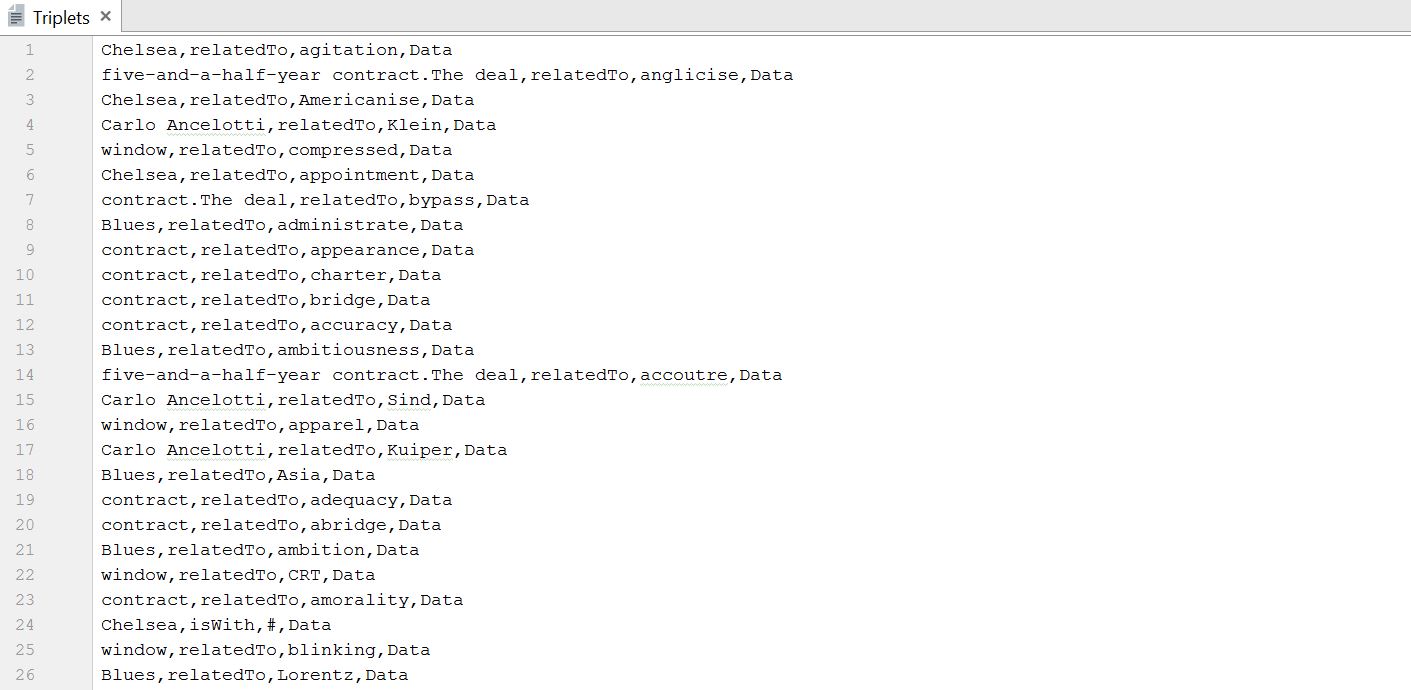 Triplets ×
1 Chelsea,relatedTo,agitation,Data
2 five-and-a-half-year contract.The deal,relatedTo,anglicise,Data
3 Chelsea,relatedTo,Americanise,Data
4 Carlo Ancelotti,relatedTo,Klein,Data
5 window,relatedTo,compressed,Data
6 Chelsea,relatedTo,appointment,Data
7 contract.The deal,relatedTo,bypass,Data
8 Blues,relatedTo,administrate,Data
9 contract,relatedTo,appearance,Data
10 contract,relatedTo,charter,Data
11 contract,relatedTo,bridge,Data
12 contract,relatedTo,accuracy,Data
13 Blues,relatedTo,ambitiousness,Data
14 five-and-a-half-year contract.The deal,relatedTo,accoutre,Data
15 Carlo Ancelotti,relatedTo,Sind,Data
16 window,relatedTo,apparel,Data
17 Carlo Ancelotti,relatedTo,Kuiper,Data
18 Blues,relatedTo,Asia,Data
19 contract,relatedTo,adequacy,Data
20 contract,relatedTo,abridge,Data
21 Blues,relatedTo,ambition,Data
22 window,relatedTo,CRT,Data
23 contract,relatedTo,amorality,Data
24 Chelsea,isWith,#,Data
25 window,relatedTo,blinking,Data
26 Blues,relatedTo,Lorentz,Data